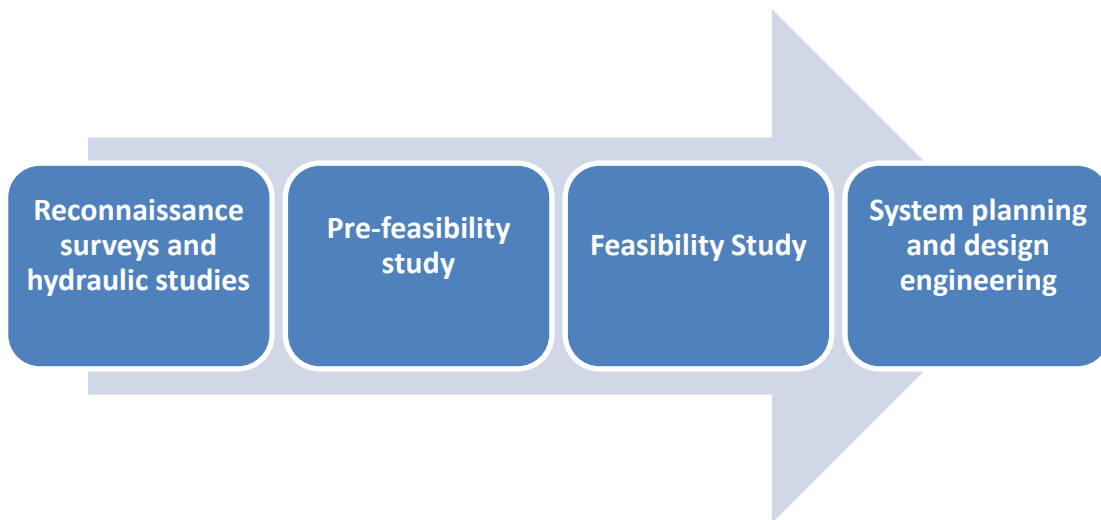 Reconnaissance
surveys and
hydraulic studies
Pre-feasibility
study
Feasibility Study
System planning
and design
engineering